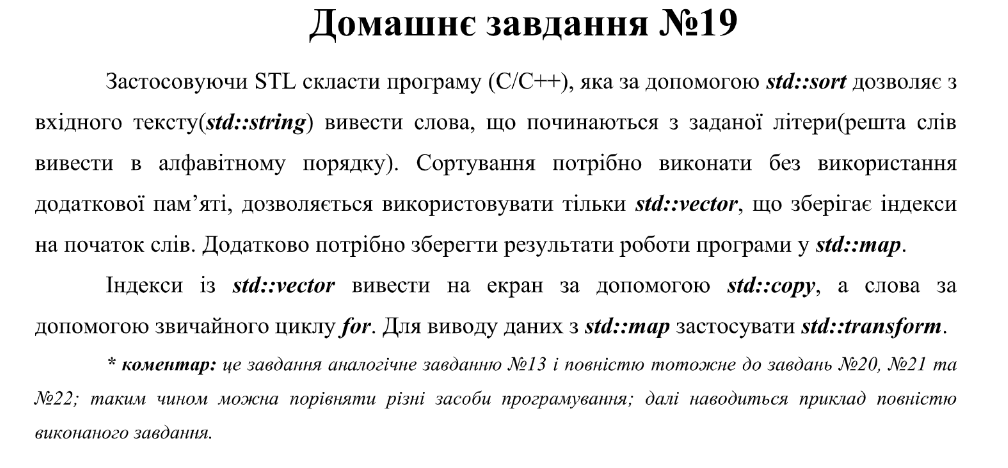 Домашнє завдання №19
Застосовуючи STL скласти програму (C/C++), яка за допомогою std::sort дозволяє з
вхідного тексту(std::string) вивести слова, що починаються з заданої літери(решта слів
вивести в алфавітному порядку). Сортування потрібно виконати без використання
додаткової пам’яті, дозволяється використовувати тільки std::vector, що зберігає індекси
на початок слів. Додатково потрібно зберегти результати роботи програми у std::map.
Індекси із std::vector вивести на екран за допомогою std::copy, а слова за
допомогою звичайного циклу for. Для виводу даних з std::map застосувати std::transform.
* коментар: це завдання аналогічне завданню №13 і повністю тотожне до завдань №20, №21 та
№22; таким чином можна порівняти різні засоби програмування; далі наводиться приклад повністю
виконаного завдання.